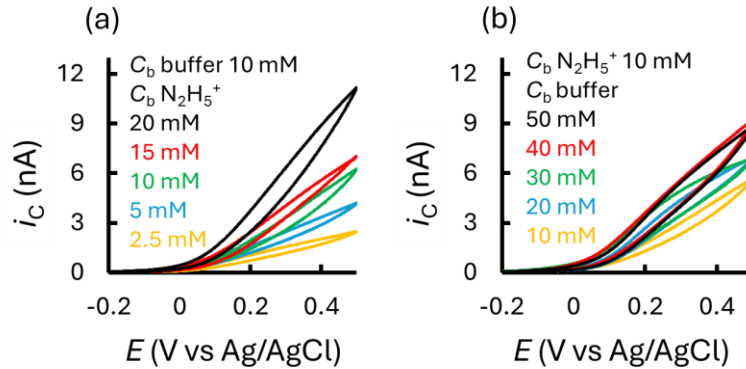 (a)
C_b buffer 10 mM
C_b N₂H₅⁺
20 mM
15 mM
10 mM
5 mM
2.5 mM
12
9
6
3
0
i_C (nA)
-0.2
0
0.2
0.4
E (V vs Ag/AgCl)
(b)
C_b N₂H₅⁺ 10 mM
C_b buffer
50 mM
40 mM
30 mM
20 mM
10 mM
12
9
6
3
0
i_C (nA)
-0.2
0
0.2
0.4
E (V vs Ag/AgCl)